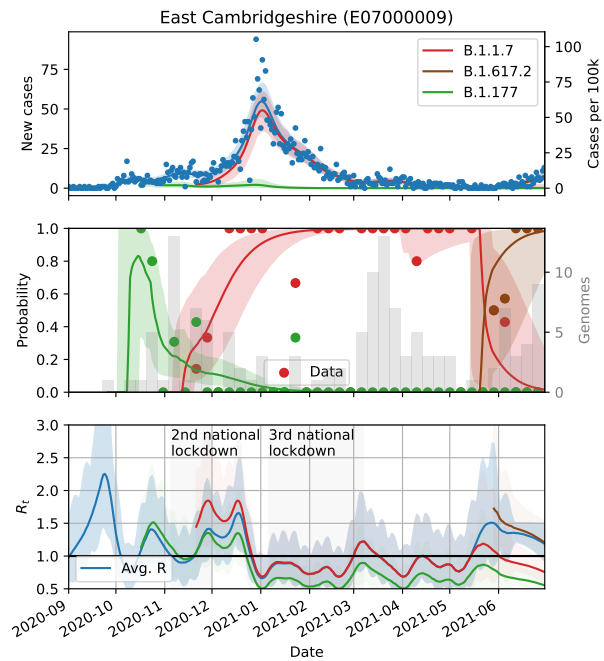 East Cambridgeshire (E07000009)
New cases
75
50
25
0
B.1.1.7
B.1.617.2
B.1.177
100
75
50
25
0
Cases per 100k
Probability
1.0
0.8
0.6
0.4
0.2
0.0
Data
10
5
0
Genomes
R_t
3.0
2.5
2.0
1.5
1.0
0.5
2nd national
lockdown
3rd national
lockdown
Avg. R
2020-09
2020-10
2020-11
2020-12
2021-01
2021-02
2021-03
2021-04
2021-05
2021-06
Date